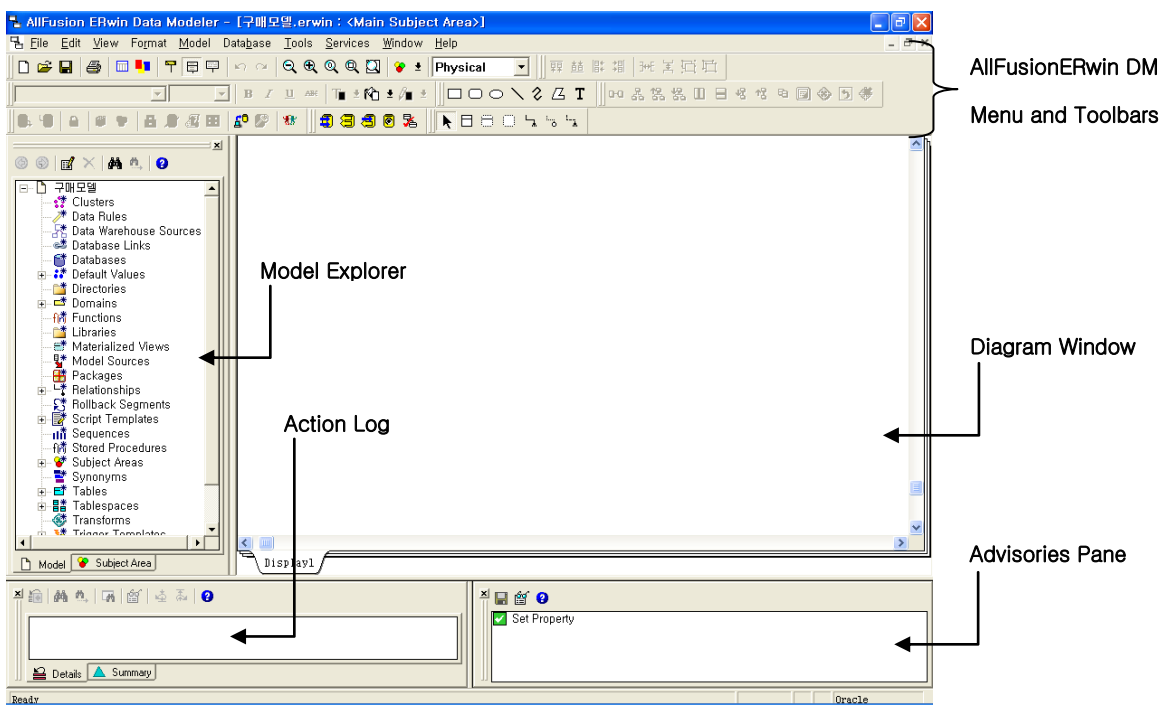 AllFusion ERwin Data Modeler - [구매모델.erwin : <Main Subject Area>]
File Edit View Format Model Database Tools Services Window Help
Physical
B I U ABC
T
AllFusionERwin DM
Menu and Toolbars
구매모델
Clusters
Data Rules
Data Warehouse Sources
Database Links
Databases
Default Values
Directories
Domains
Functions
Libraries
Materialized Views
Model Sources
Packages
Relationships
Rollback Segments
Script Templates
Sequences
Stored Procedures
Subject Areas
Synonyms
Tables
Tablespaces
Transforms
Trigger Templates
Model Subject Area
Model Explorer
Action Log
Diagram Window
Display1
Advisories Pane
Details Summary
Set Property
Ready
Oracle